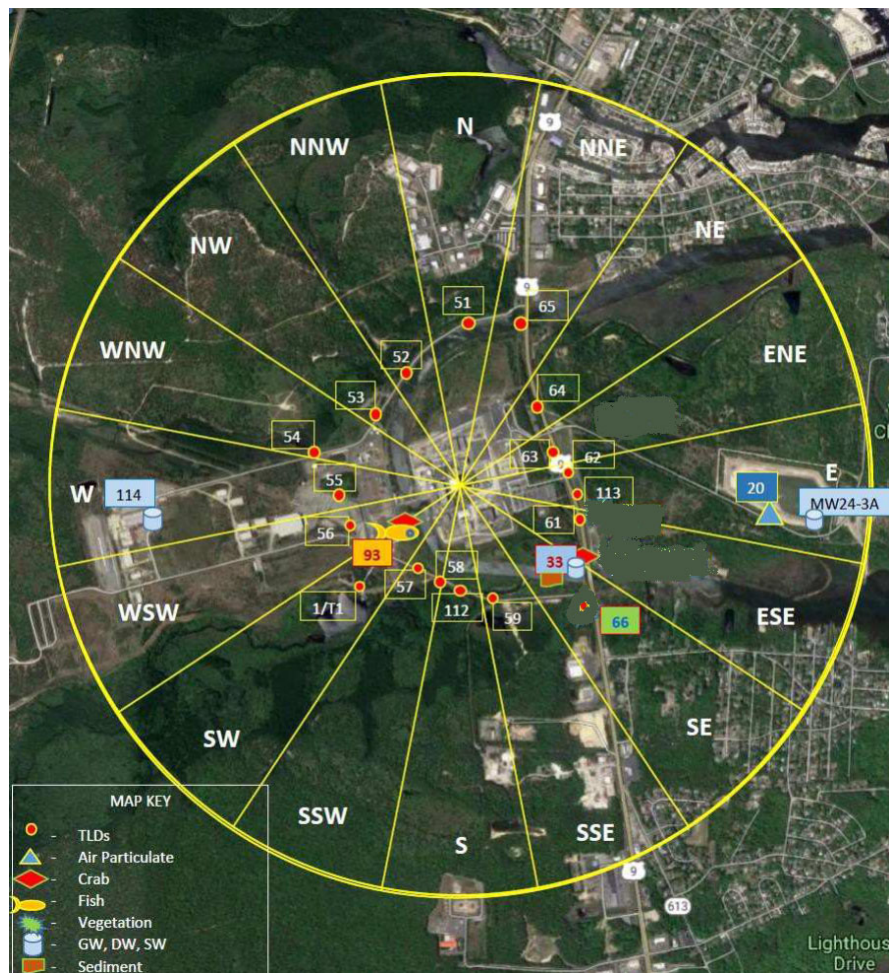 N
9
NNW
NNE
NE
NW
9
51
65
WNW
52
ENE
53
64
54
63
62
9
W
114
55
113
20
E
MW24-3A
56
61
93
33
58
WSW
1/T1
57
112
59
66
ESE
SW
SE
SSW
S
SSE
9
613
MAP KEY
- TLDs
- Air Particulate
- Crab
- Fish
- Vegetation
- GW, DW, SW
- Sediment
Lighthouse
Drive